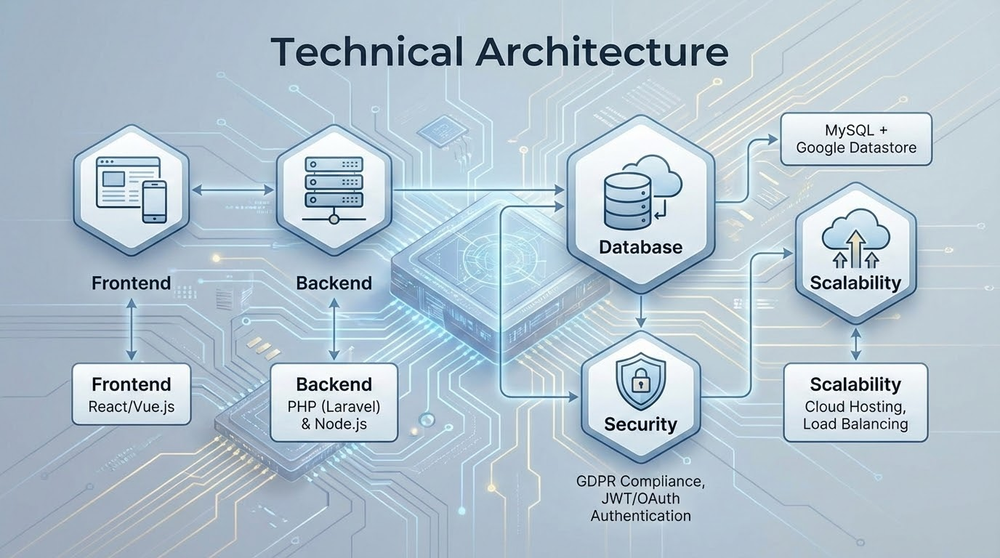 Technical Architecture
MySQL +
Google Datastore
Database
Frontend
Backend
Scalability
Frontend
React/Vue.js
Backend
PHP (Laravel)
& Node.js
Security
Scalability
Cloud Hosting,
Load Balancing
GDPR Compliance,
JWT/OAuth
Authentication